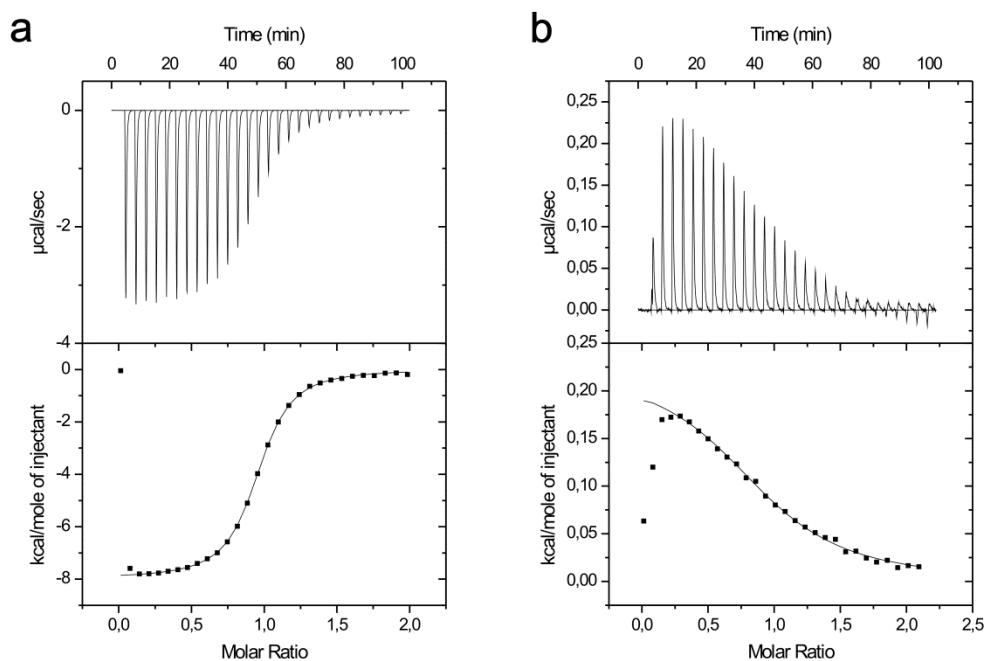 a
Time (min)
0 20 40 60 80 100
0
-2
-4
µcal/sec
0
-2
-4
-6
-8
kcal/mole of injectant
0,0 0,5 1,0 1,5 2,0
Molar Ratio
b
Time (min)
0 20 40 60 80 100
0,25
0,20
0,15
0,10
0,05
0,00
0,25
µcal/sec
0,20
0,15
0,10
0,05
0,00
kcal/mole of injectant
0,0 0,5 1,0 1,5 2,0 2,5
Molar Ratio